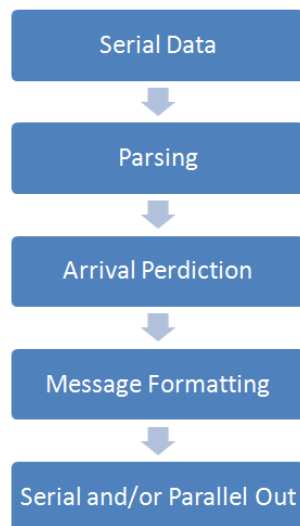 Serial Data
Parsing
Arrival Perdiction
Message Formatting
Serial and/or Parallel Out